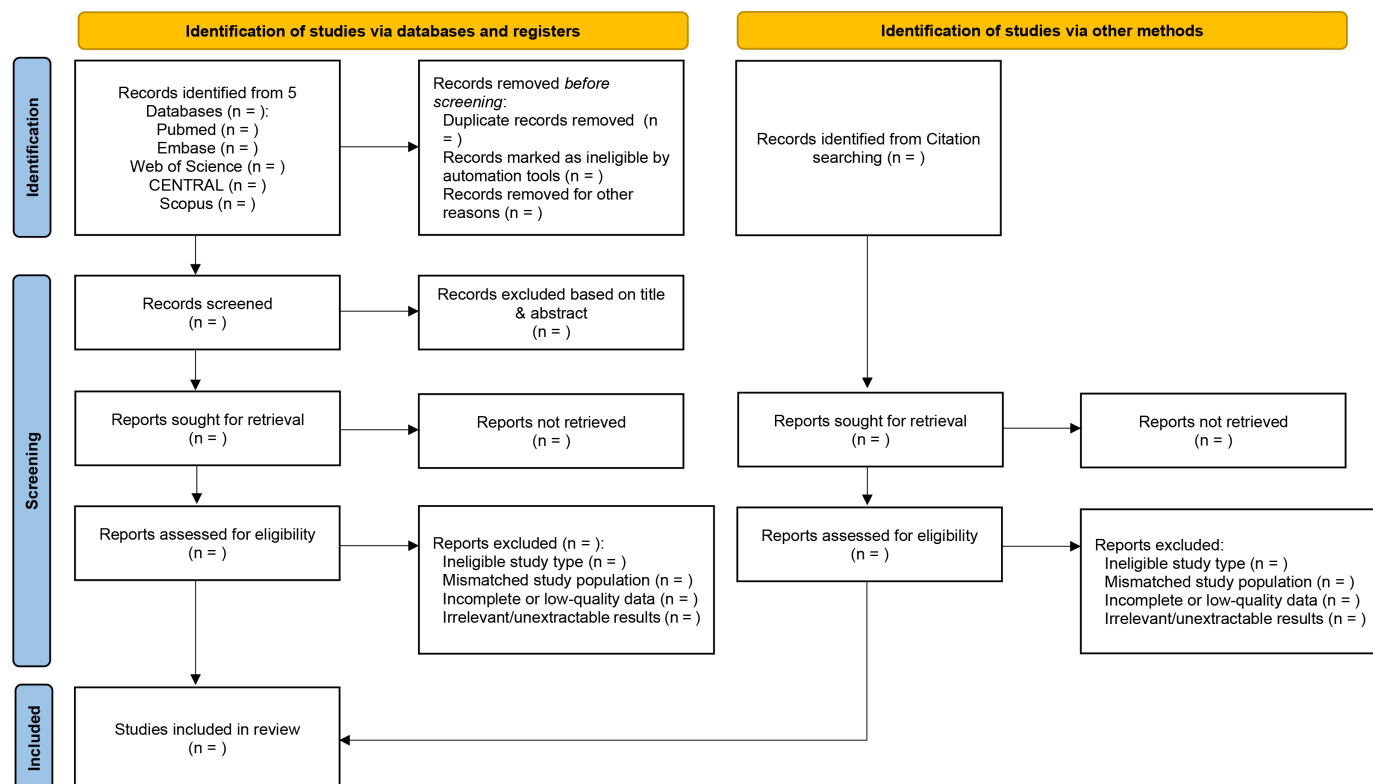 Identification of studies via databases and registers
Identification of studies via other methods
Identification
Records identified from 5
Databases (n = ):
Pubmed (n = )
Embase (n = )
Web of Science (n = )
CENTRAL (n = )
Scopus (n = )
Records removed before
screening:
Duplicate records removed (n
= )
Records marked as ineligible by
automation tools (n = )
Records removed for other
reasons (n = )
Records identified from Citation
searching (n = )
Screening
Records screened
(n = )
Records excluded based on title
& abstract
(n = )
Reports sought for retrieval
(n = )
Reports not retrieved
(n = )
Reports sought for retrieval
(n = )
Reports not retrieved
(n = )
Reports assessed for eligibility
(n = )
Reports excluded (n = ):
Ineligible study type (n = )
Mismatched study population (n = )
Incomplete or low-quality data (n = )
Irrelevant/unextractable results (n = )
Reports assessed for eligibility
(n = )
Reports excluded:
Ineligible study type (n = )
Mismatched study population (n = )
Incomplete or low-quality data (n = )
Irrelevant/unextractable results (n = )
Included
Studies included in review
(n = )